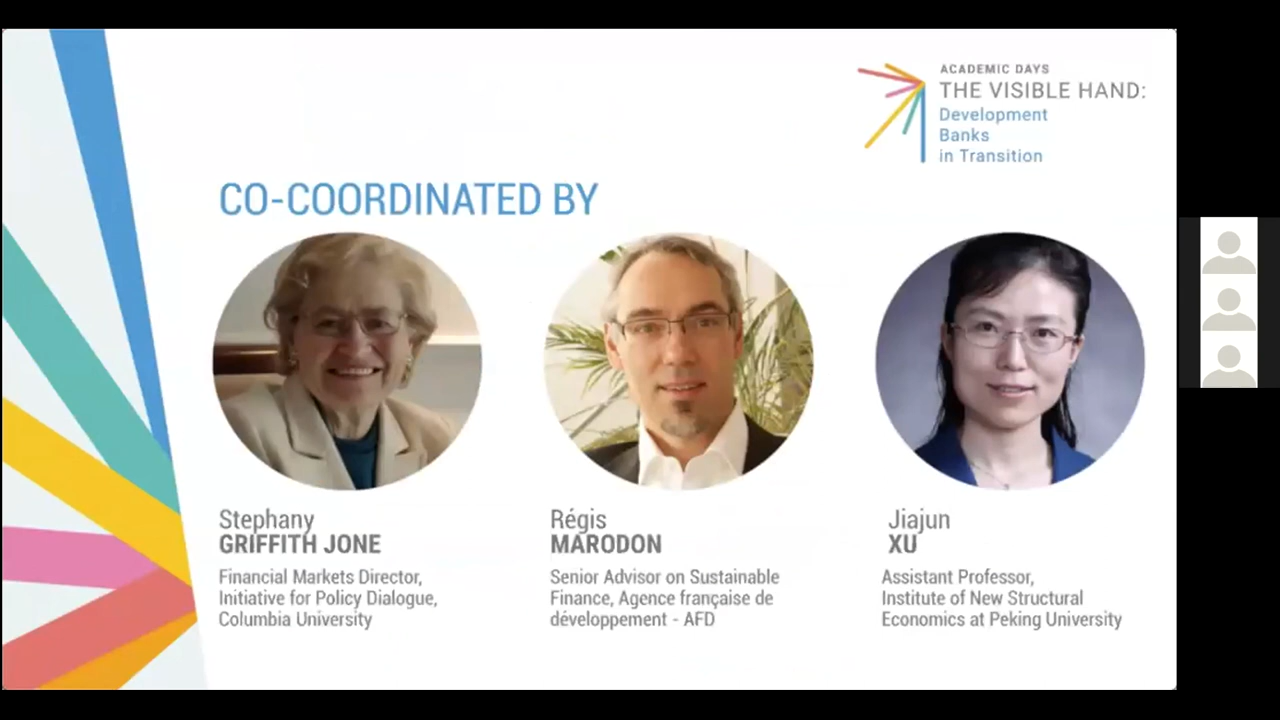 ACADEMIC DAYS
THE VISIBLE HAND:
Development
Banks
in Transition
CO-COORDINATED BY
Stephany
GRIFFITH JONE
Financial Markets Director,
Initiative for Policy Dialogue,
Columbia University
Régis
MARODON
Senior Advisor on Sustainable
Finance, Agence française de
développement - AFD
Jiajun
XU
Assistant Professor,
Institute of New Structural
Economics at Peking University